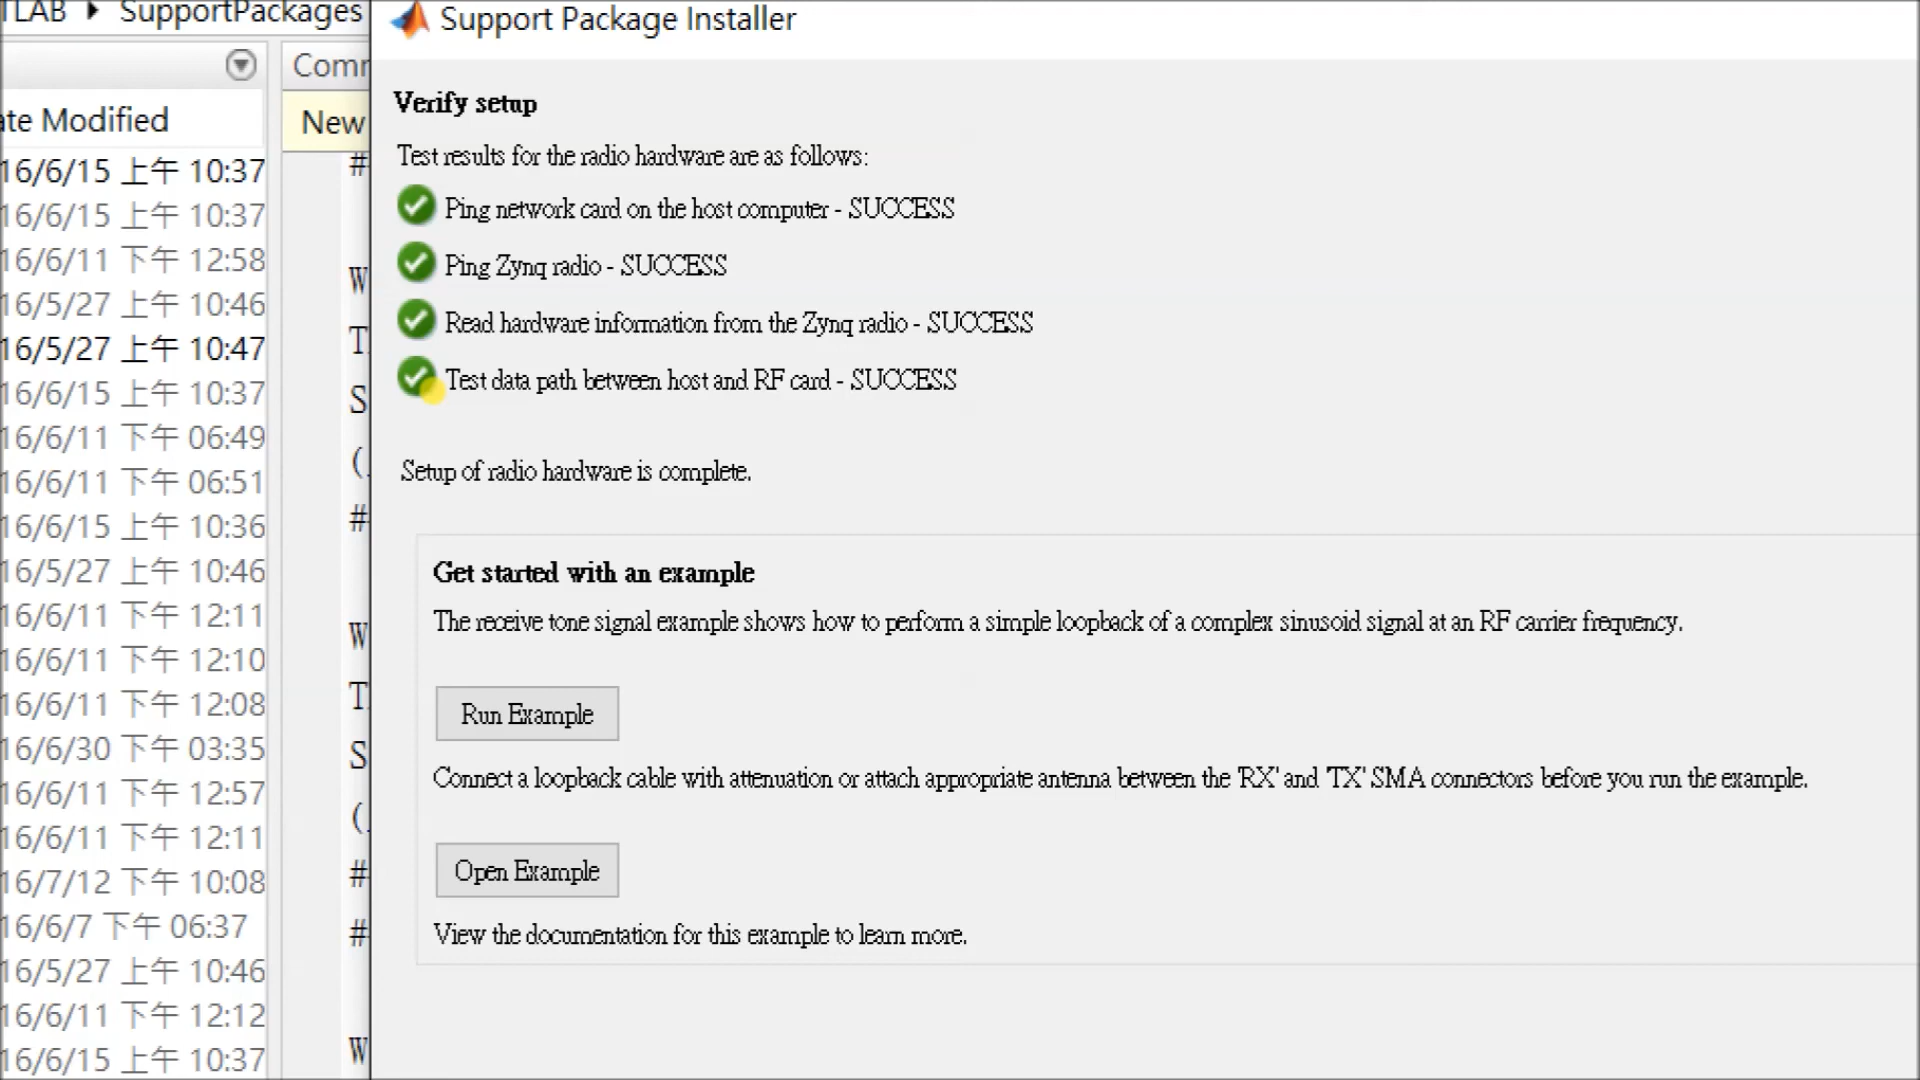 TLAB SupportPackages
Comm
ate Modified
New
16/6/15 上午 10:37
16/6/15 上午 10:37
16/6/11 下午 12:58
16/5/27 上午 10:46
16/5/27 上午 10:47
16/6/15 上午 10:37
16/6/11 下午 06:49
16/6/11 下午 06:51
16/6/15 上午 10:36
16/5/27 上午 10:46
16/6/11 下午 12:11
16/6/11 下午 12:10
16/6/11 下午 12:08
16/6/30 下午 03:35
16/6/11 下午 12:57
16/6/11 下午 12:11
16/7/12 下午 10:08
16/6/7 下午 06:37
16/5/27 上午 10:46
16/6/11 下午 12:12
16/6/15 上午 10:37
#
W
T
S
(
#
W
T
S
(
#
#
W
Support Package Installer
Verify setup
Test results for the radio hardware are as follows:
Ping network card on the host computer - SUCCESS
Ping Zynq radio - SUCCESS
Read hardware information from the Zynq radio - SUCCESS
Test data path between host and RF card - SUCCESS
Setup of radio hardware is complete.
Get started with an example
The receive tone signal example shows how to perform a simple loopback of a complex sinusoid signal at an RF carrier frequency.
Run Example
Connect a loopback cable with attenuation or attach appropriate antenna between the 'RX' and 'TX' SMA connectors before you run the example.
Open Example
View the documentation for this example to learn more.